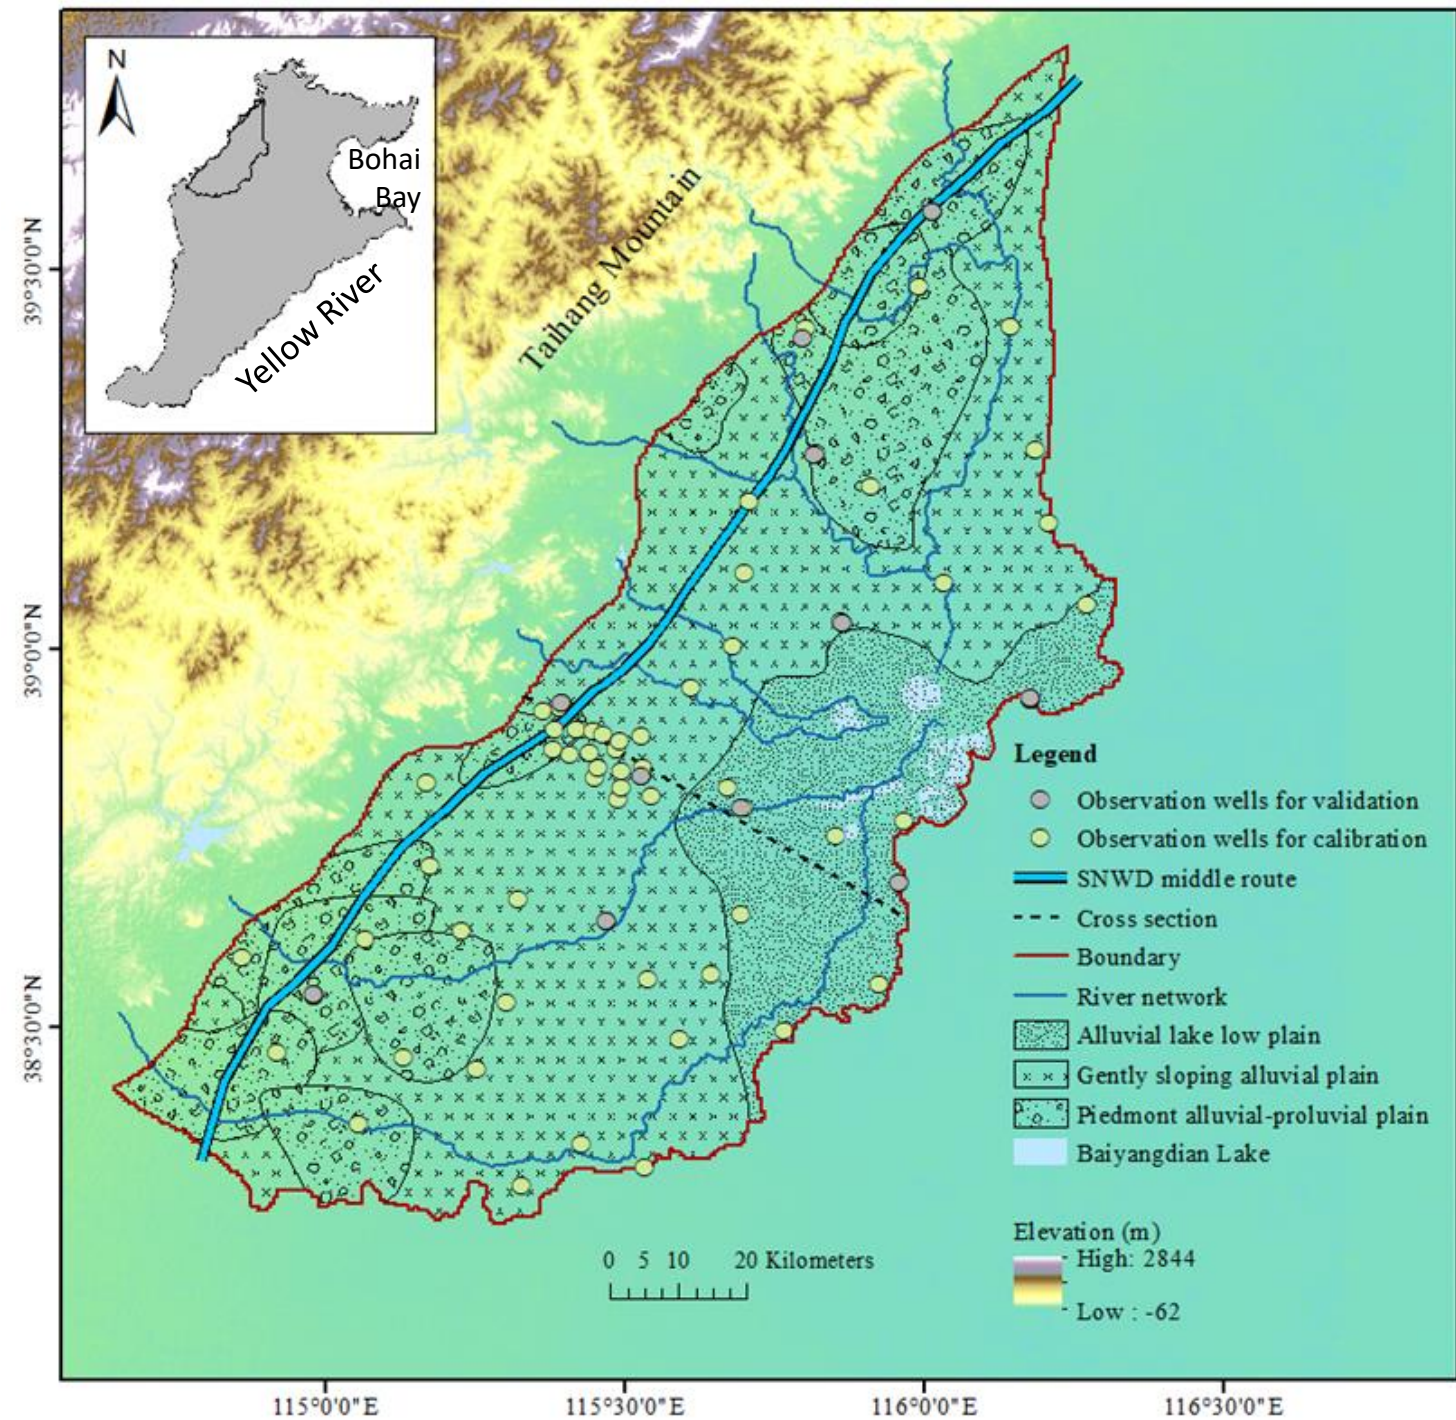 N
Bohai
Bay
Yellow River
Taihang Mountain
39°30'0"N
39°0'0"N
38°30'0"N
Legend
Observation wells for validation
Observation wells for calibration
SNWD middle route
Cross section
Boundary
River network
Alluvial lake low plain
Gently sloping alluvial plain
Piedmont alluvial-proluvial plain
Baiyangdian Lake
Elevation (m)
High: 2844
Low : -62
0 5 10 20 Kilometers
115°0'0"E 115°30'0"E 116°0'0"E 116°30'0"E